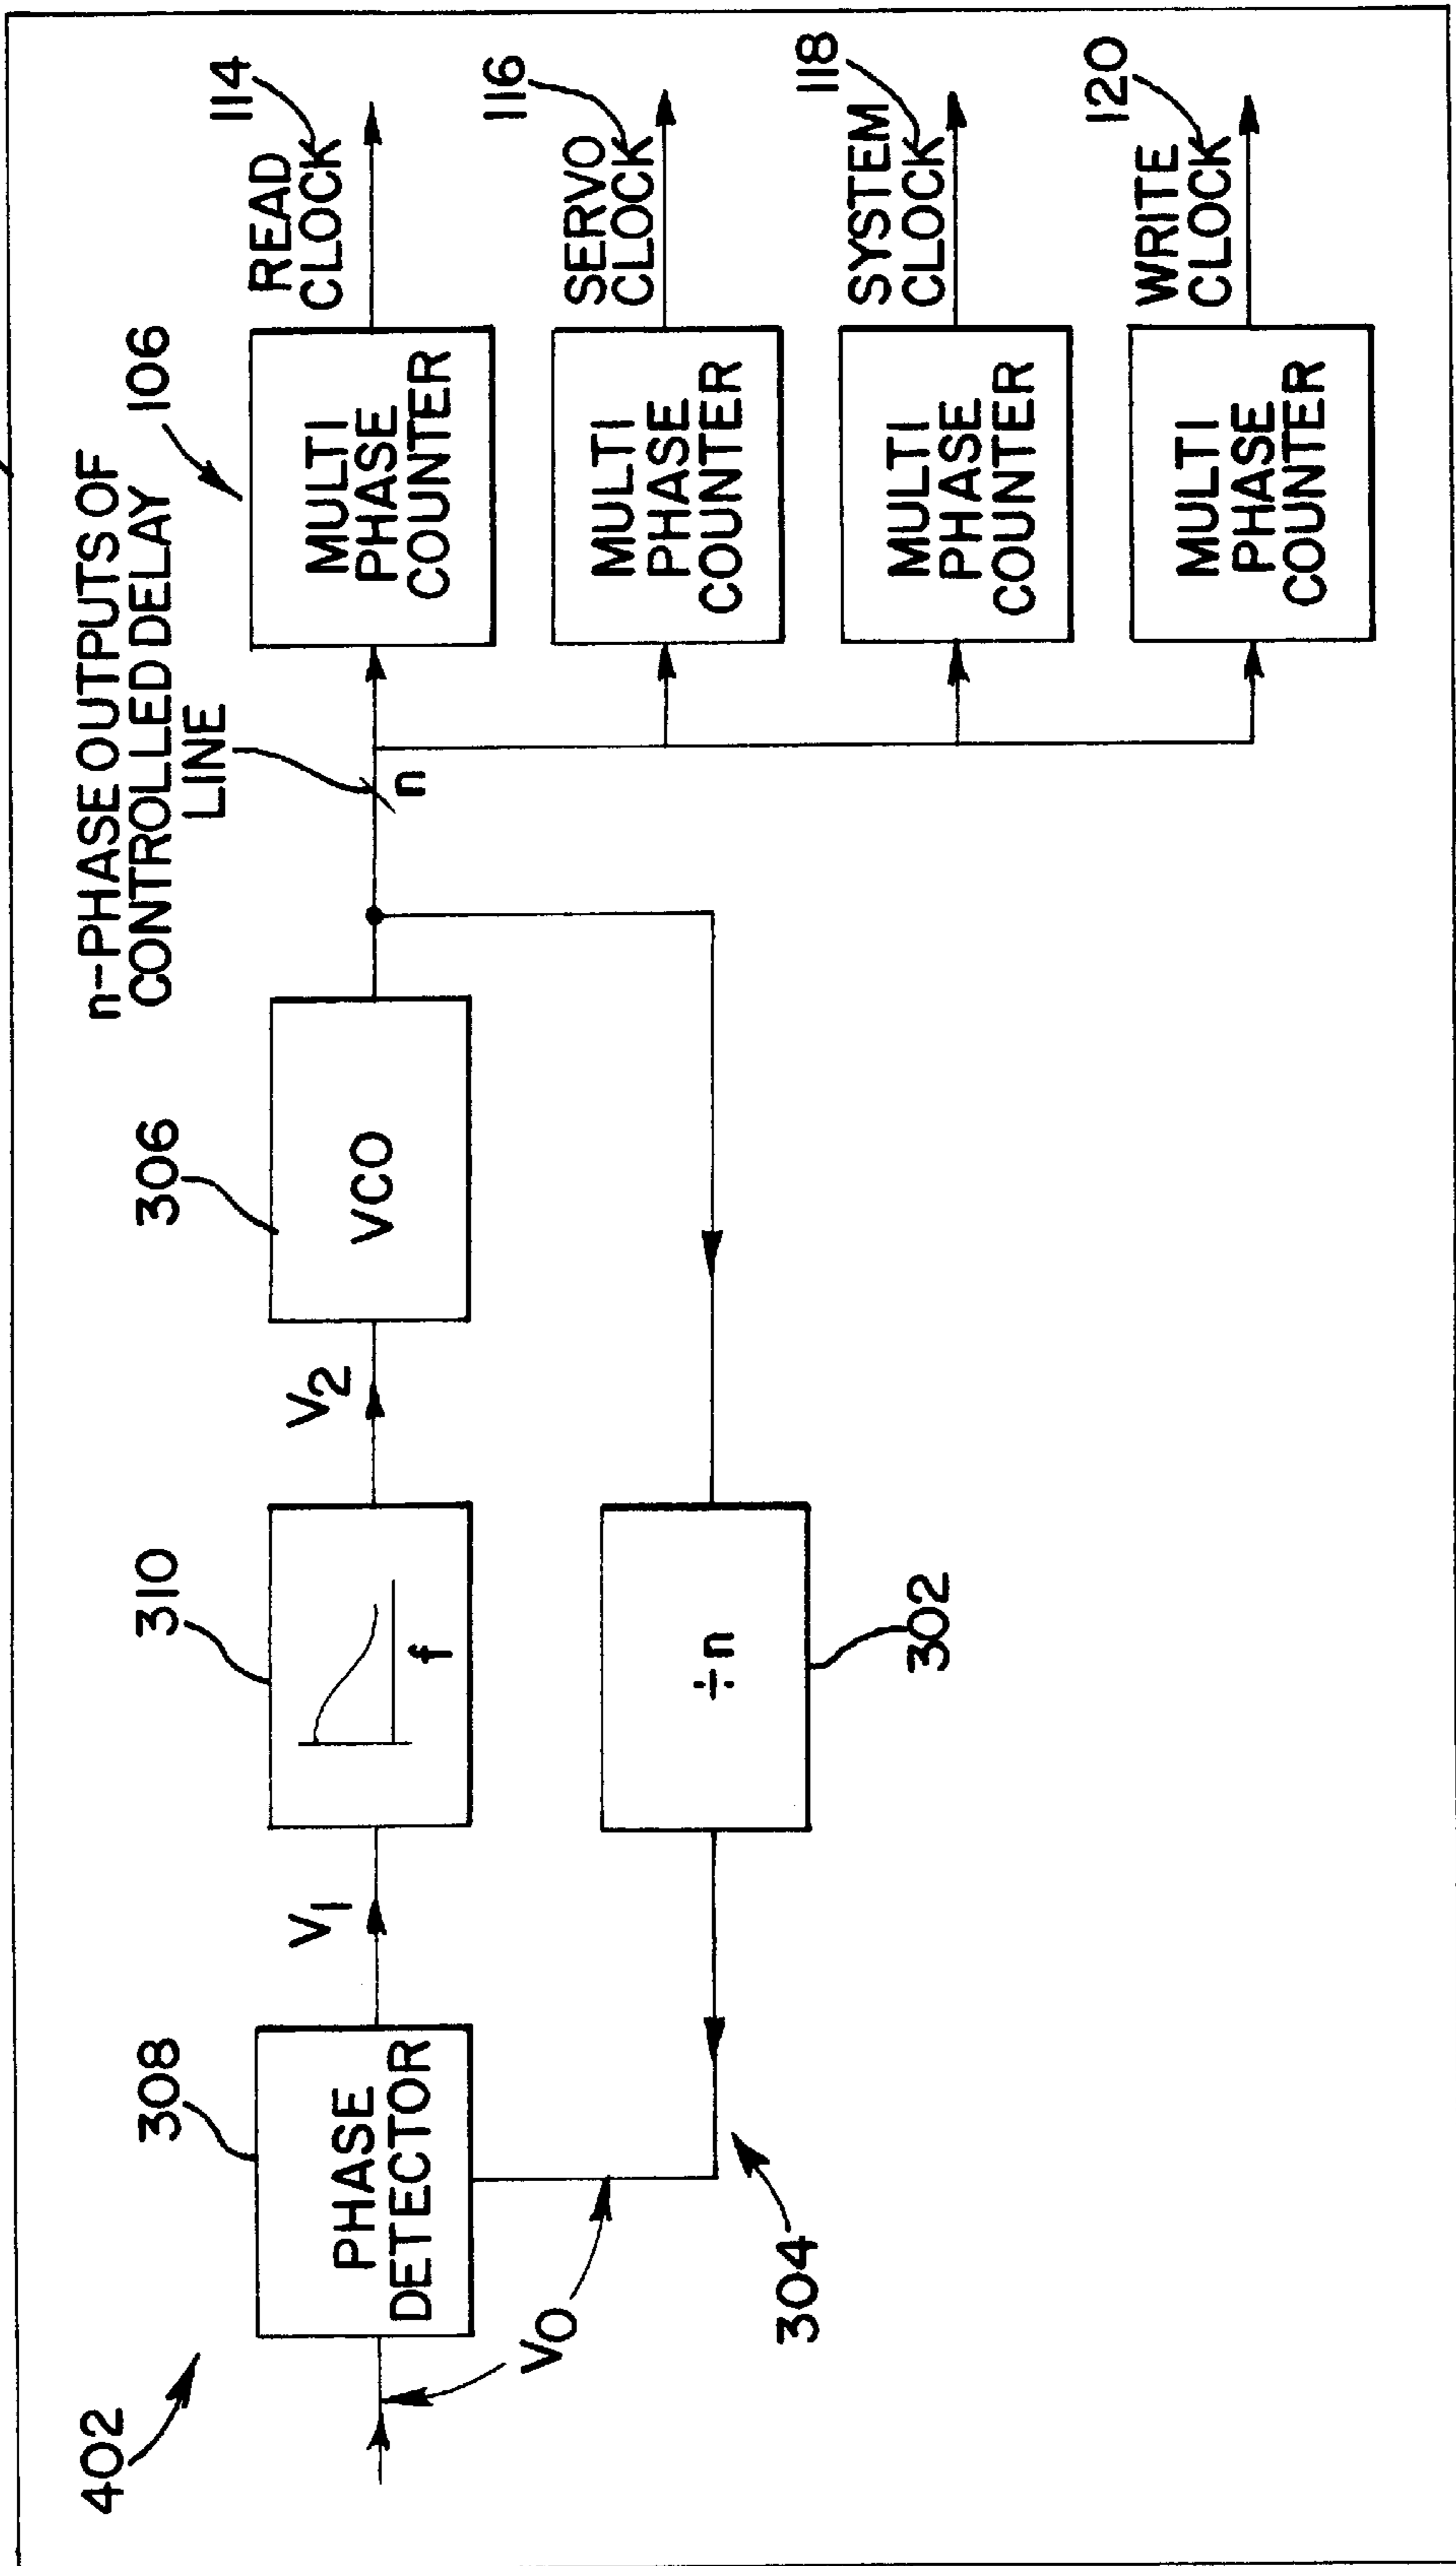 402
308
PHASE
DETECTOR
V0
304
V1
310
f
V2
306
VCO
÷n
302
n-PHASE OUTPUTS OF
CONTROLLED DELAY
LINE
n
106
MULTI
PHASE
COUNTER
READ
CLOCK
114
MULTI
PHASE
COUNTER
SERVO
CLOCK
116
MULTI
PHASE
COUNTER
SYSTEM
CLOCK
118
MULTI
PHASE
COUNTER
WRITE
CLOCK
120